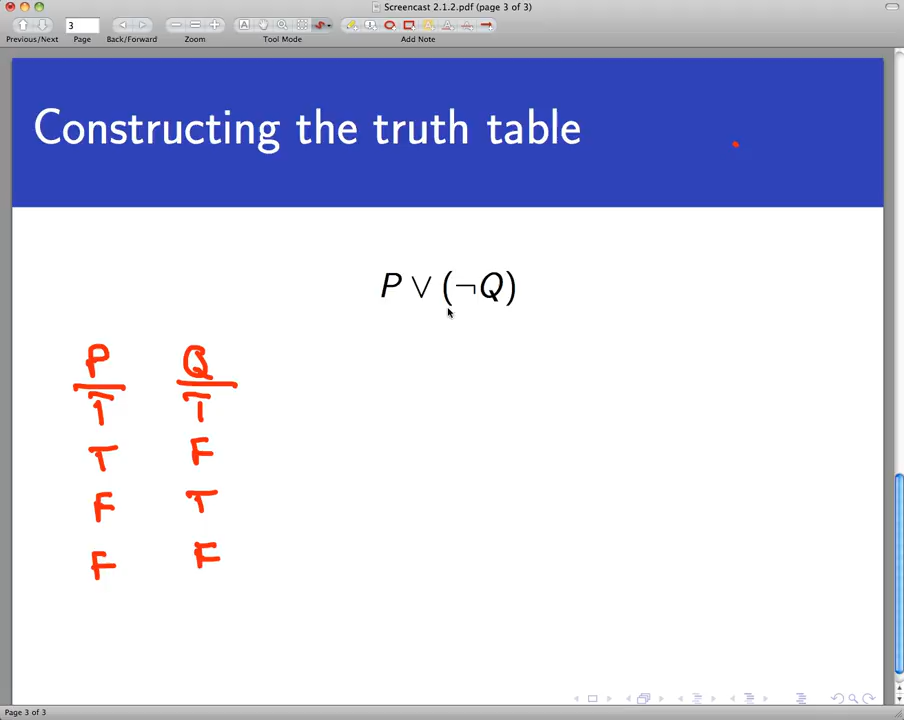 Screencast 2.1.2.pdf (page 3 of 3)
3
Previous/Next Page Back/Forward Zoom Tool Mode Add Note
Constructing the truth table
P ∨ (¬Q)
P Q
T T
T F
F T
F F
Page 3 of 3